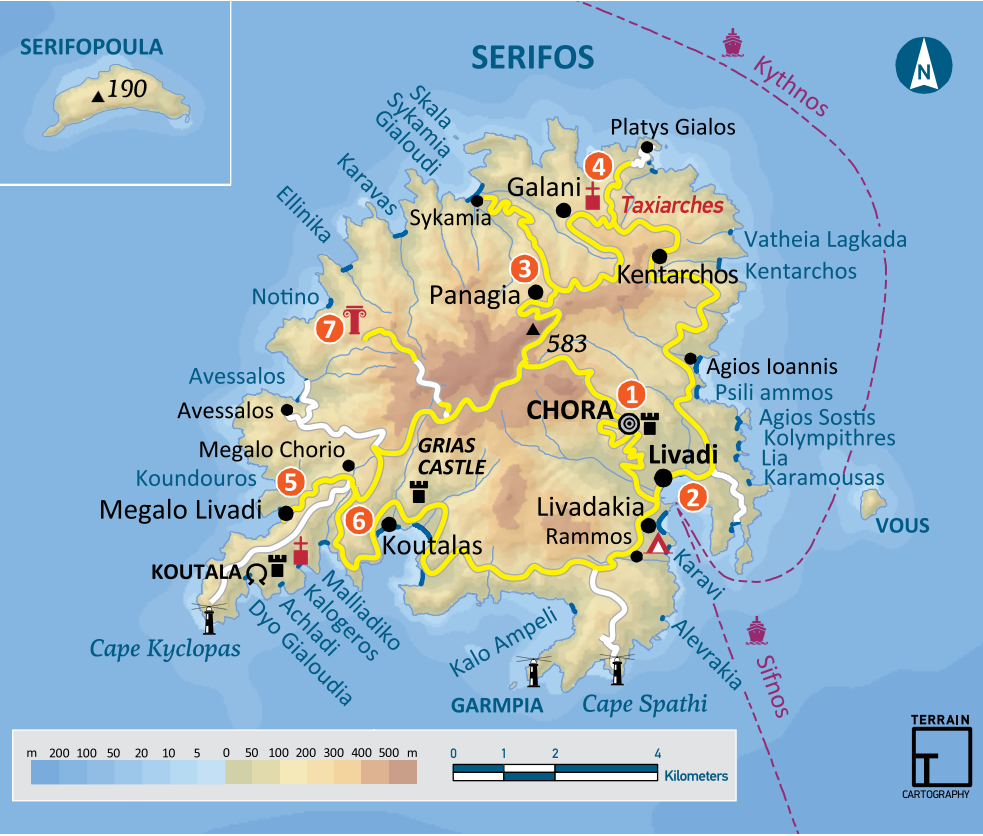 SERIFOPOULA
190
SERIFOS
N
Kythnos
Skala
Sykamia
Gialoudi
Platys Gialos
4
Galani
Taxiarches
Karavas
Sykamia
Ellinika
Vatheia Lagkada
Kentarchos
Kentarchos
3
Panagia
Notino
7
583
Agios Ioannis
Psili ammos
Avessalos
Avessalos
1
CHORA
Agios Sostis
Kolympithres
Lia
Karamousas
Megalo Chorio
GRIAS
CASTLE
Livadi
Koundouros
5
2
Megalo Livadi
6
Livadakia
VOUS
Koutalas
Rammos
KOUTALA
Karavi
Malliadiko
Kalogeros
Achladi
Dyo Gialoudia
Cape Kyclopas
Kalo Ampeli
Alevrakia
Sifnos
GARMPIA
Cape Spathi
m 200 100 50 20 10 5 0 50 100 200 300 400 500 m
0 1 2 4
Kilometers
TERRAIN
T
CARTOGRAPHY